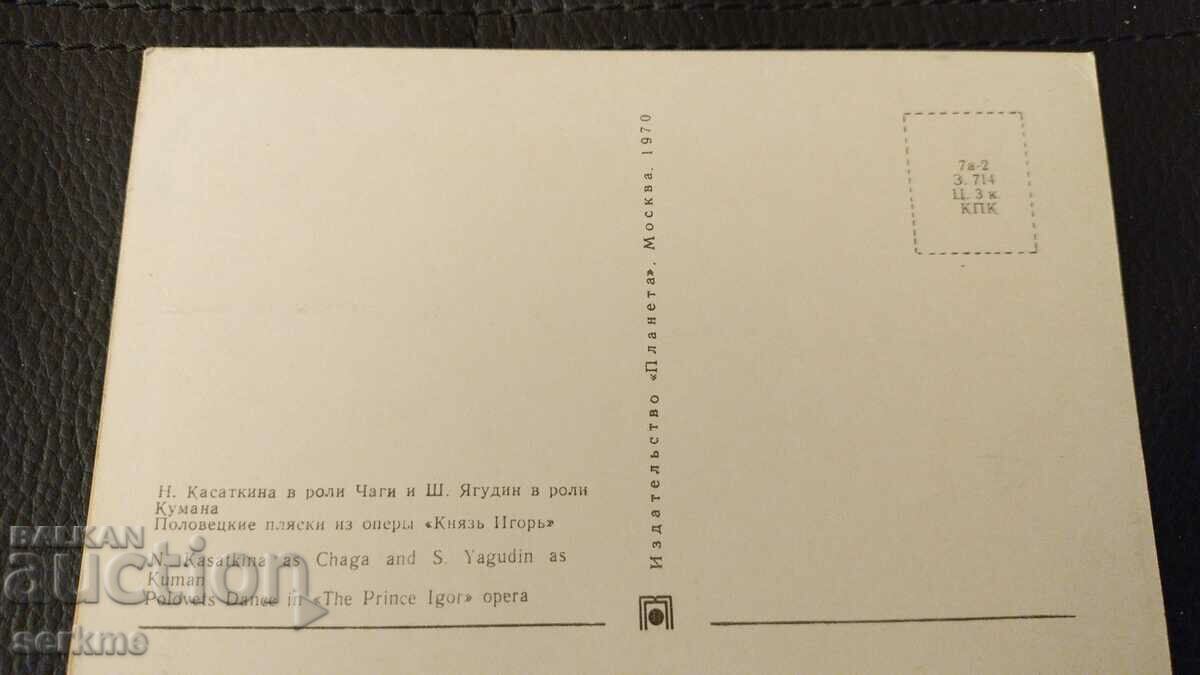 Н. Касаткина в роли Чаги и Ш. Ягудин в роли
Кумана
Половецкие пляски из оперы «Князь Игорь»
N. Kasatkina as Chaga and S. Yagudin as
Kuman
Polovets Dance in «The Prince Igor» opera
Издательство «Планета». Москва. 1970
7а-2
З. 714
Ц. 3 к.
КПК
BALKAN
auction
serkme